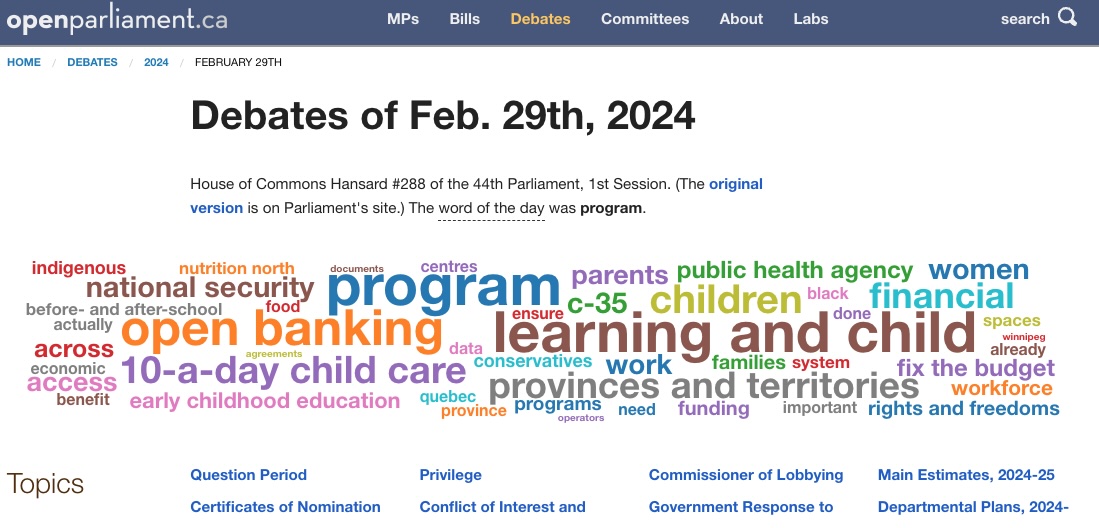 openparliament.ca MPs Bills Debates Committees About Labs search
HOME / DEBATES / 2024 / FEBRUARY 29TH
Debates of Feb. 29th, 2024
House of Commons Hansard #288 of the 44th Parliament, 1st Session. (The original
version is on Parliament's site.) The word of the day was program.
indigenous nutrition north documents centres parents public health agency women
national security program c-35 children black financial
before- and after-school food ensure done
actually open banking learning and child spaces
across agreements data winnipeg already
economic 10-a-day child care conservatives work families system fix the budget
access provinces and territories workforce
benefit early childhood education quebec programs need funding important rights and freedoms
province operators
Topics
Question Period Privilege Commissioner of Lobbying Main Estimates, 2024-25
Certificates of Nomination Conflict of Interest and Government Response to Departmental Plans, 2024-